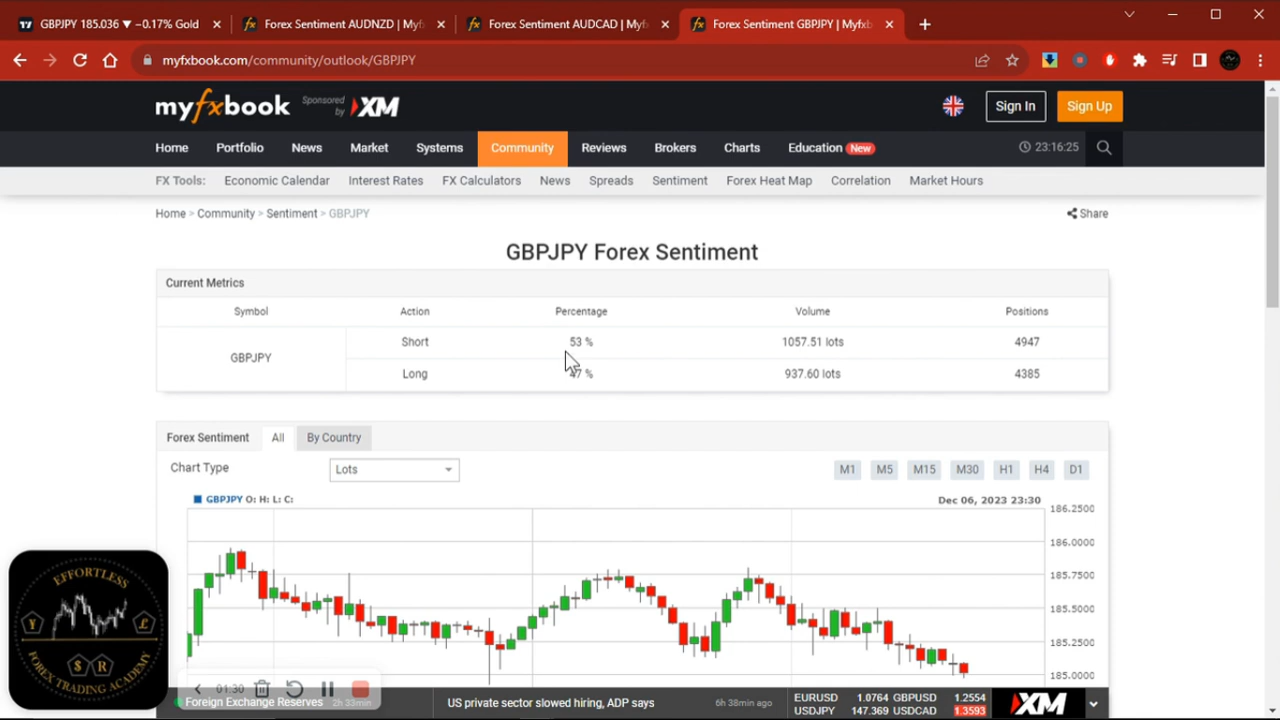 GBPJPY 185.036 ▼ −0.17% Gold
Forex Sentiment AUDNZD | Myfx
Forex Sentiment AUDCAD | Myfx
Forex Sentiment GBPJPY | Myfxb
myfxbook.com/community/outlook/GBPJPY
myfxbook
Sponsored by XM
Sign In
Sign Up
Home Portfolio News Market Systems Community Reviews Brokers Charts Education New
23:16:25
FX Tools: Economic Calendar Interest Rates FX Calculators News Spreads Sentiment Forex Heat Map Correlation Market Hours
Home > Community > Sentiment > GBPJPY
Share
GBPJPY Forex Sentiment
Current Metrics
Symbol Action Percentage Volume Positions
Short 53 % 1057.51 lots 4947
GBPJPY
Long 47 % 937.60 lots 4385
Forex Sentiment All By Country
Chart Type Lots M1 M5 M15 M30 H1 H4 D1
GBPJPY O: H: L: C:
Dec 06, 2023 23:30
186.2500
186.0000
185.7500
185.5000
185.2500
185.0000
EFFORTLESS
¥ £
$ R
FOREX TRADING ACADEMY
01:30
Foreign Exchange Reserves 2h 33min
US private sector slowed hiring, ADP says 6h 38min ago
EURUSD 1.0764 GBPUSD 1.2554
USDJPY 147.369 USDCAD 1.3593
XM